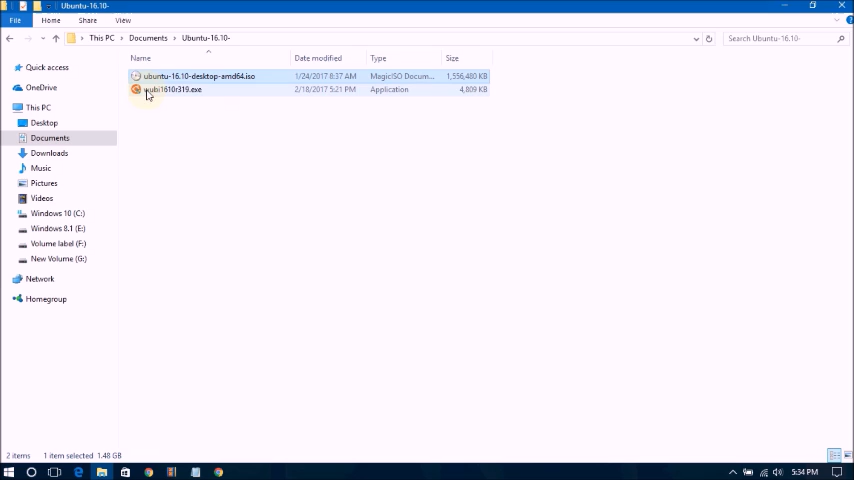 Ubuntu-16.10-
File Home Share View
This PC Documents Ubuntu-16.10-
Search Ubuntu-16.10-
Name Date modified Type Size
ubuntu-16.10-desktop-amd64.iso 1/24/2017 8:37 AM MagicISO Docum... 1,556,480 KB
wubi1610r319.exe 2/18/2017 5:21 PM Application 4,809 KB
Quick access
OneDrive
This PC
Desktop
Documents
Downloads
Music
Pictures
Videos
Windows 10 (C:)
Windows 8.1 (E:)
Volume label (F:)
New Volume (G:)
Network
Homegroup
2 items 1 item selected 1.48 GB
5:34 PM